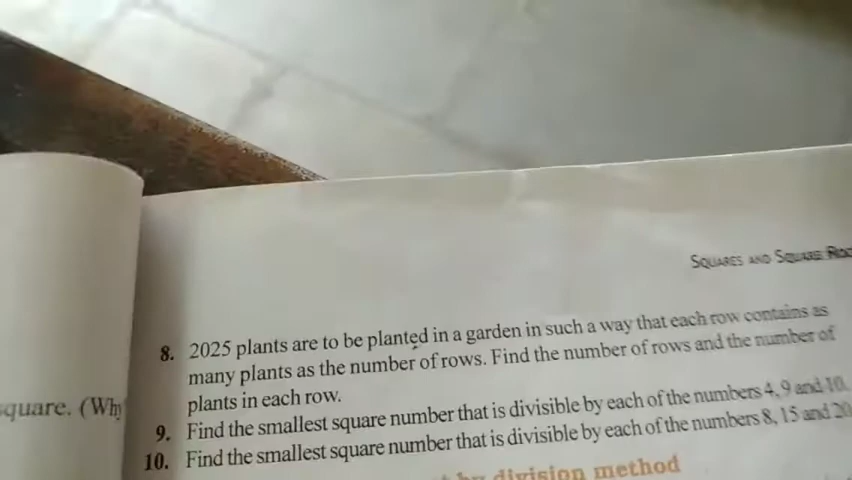 SQUARES AND SQUARE
8. 2025 plants are to be planted in a garden in such a way that each row contains as
many plants as the number of rows. Find the number of rows and the number of
plants in each row.
square. (Why
9. Find the smallest square number that is divisible by each of the numbers 4, 9 and 10.
10. Find the smallest square number that is divisible by each of the numbers 8, 15 and 20
by division method